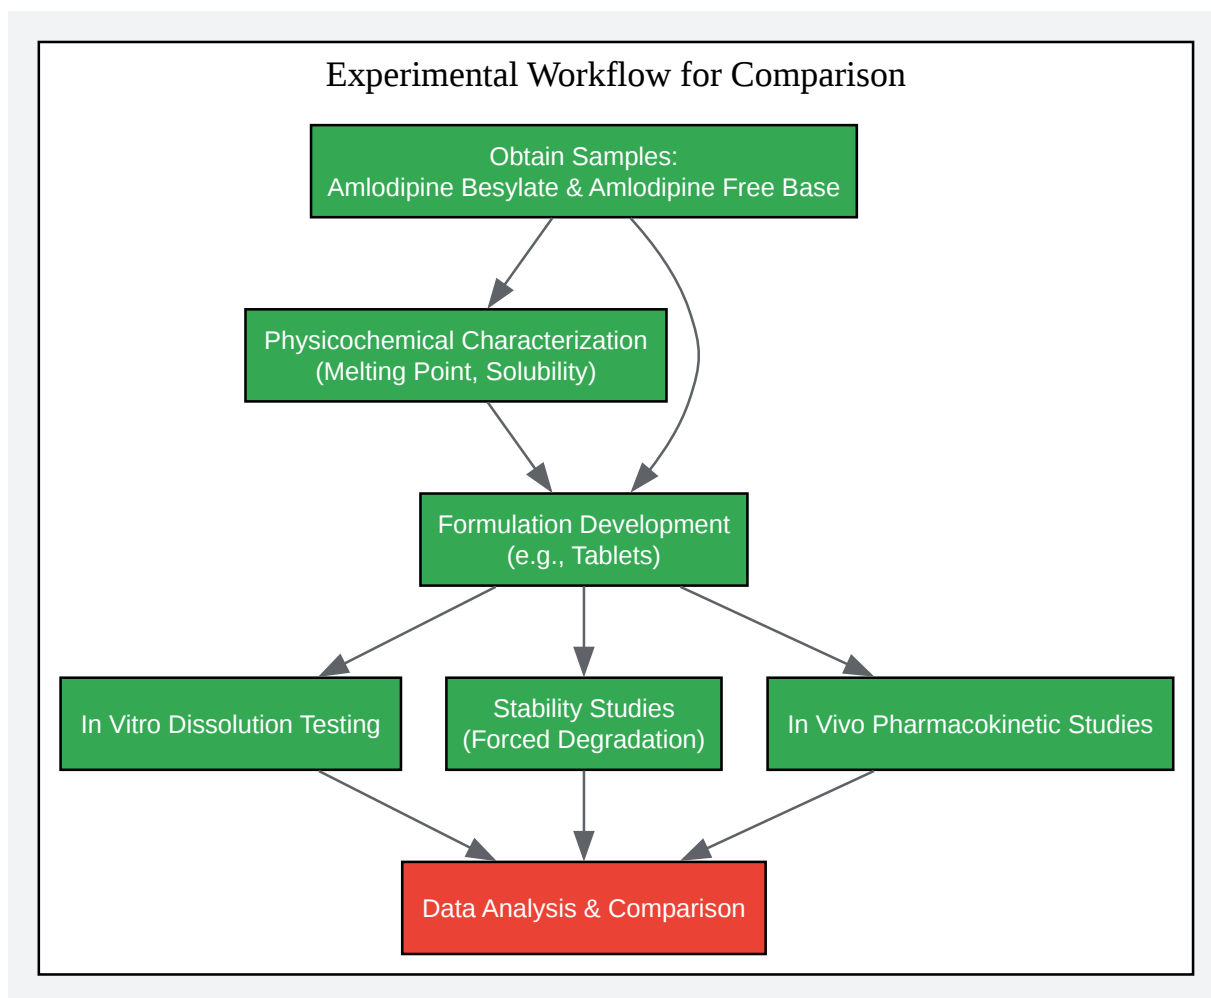 Experimental Workflow for Comparison
Obtain Samples:
Amlodipine Besylate & Amlodipine Free Base
Physicochemical Characterization
(Melting Point, Solubility)
Formulation Development
(e.g., Tablets)
In Vitro Dissolution Testing
Stability Studies
(Forced Degradation)
In Vivo Pharmacokinetic Studies
Data Analysis & Comparison